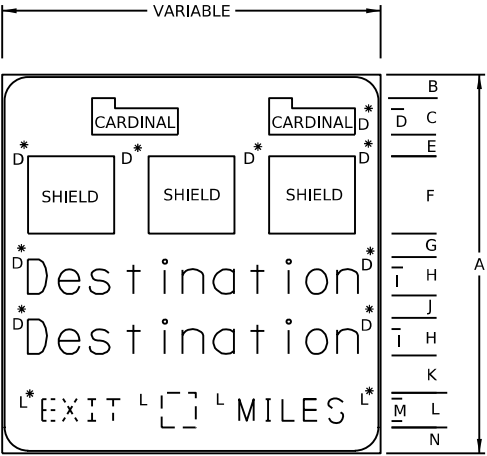 VARIABLE
B
CARDINAL CARDINAL D* D C
E
D* D* D* D*
SHIELD SHIELD SHIELD F
G
A
D* Destination D* I H
J
D* Destination D* I H
K
L* EXIT L L MILES L* M L
N